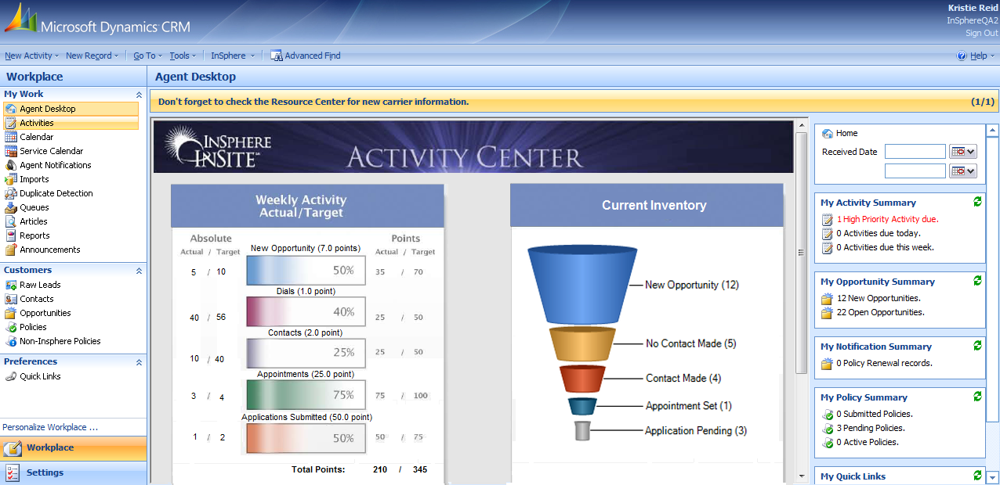 Microsoft Dynamics CRM
Kristie Reid
InSphereQA2
Sign Out
New Activity New Record Go To Tools InSphere Advanced Find Help
Workplace
My Work
Agent Desktop
Activities
Calendar
Service Calendar
Agent Notifications
Imports
Duplicate Detection
Queues
Articles
Reports
Announcements
Customers
Raw Leads
Contacts
Opportunities
Policies
Non-Insphere Policies
Preferences
Quick Links
Personalize Workplace ...
Workplace
Settings
Agent Desktop
Don't forget to check the Resource Center for new carrier information. (1/1)
INSPHERE
INSITE
ACTIVITY CENTER
Weekly Activity
Actual/Target
Absolute Points
Actual / Target Actual / Target
New Opportunity (7.0 points)
5 / 10 50% 35 / 70
Dials (1.0 point)
40 / 56 40% 25 / 50
Contacts (2.0 point)
10 / 40 25% 25 / 50
Appointments (25.0 point)
3 / 4 75% 75 / 100
Applications Submitted (50.0 point)
1 / 2 50% 50 / 75
Total Points: 210 / 345
Current Inventory
New Opportunity (12)
No Contact Made (5)
Contact Made (4)
Appointment Set (1)
Application Pending (3)
Home
Received Date
My Activity Summary
1 High Priority Activity due.
0 Activities due today.
0 Activities due this week.
My Opportunity Summary
12 New Opportunities.
22 Open Opportunities.
My Notification Summary
0 Policy Renewal records.
My Policy Summary
0 Submitted Policies.
3 Pending Policies.
0 Active Policies.
My Quick Links